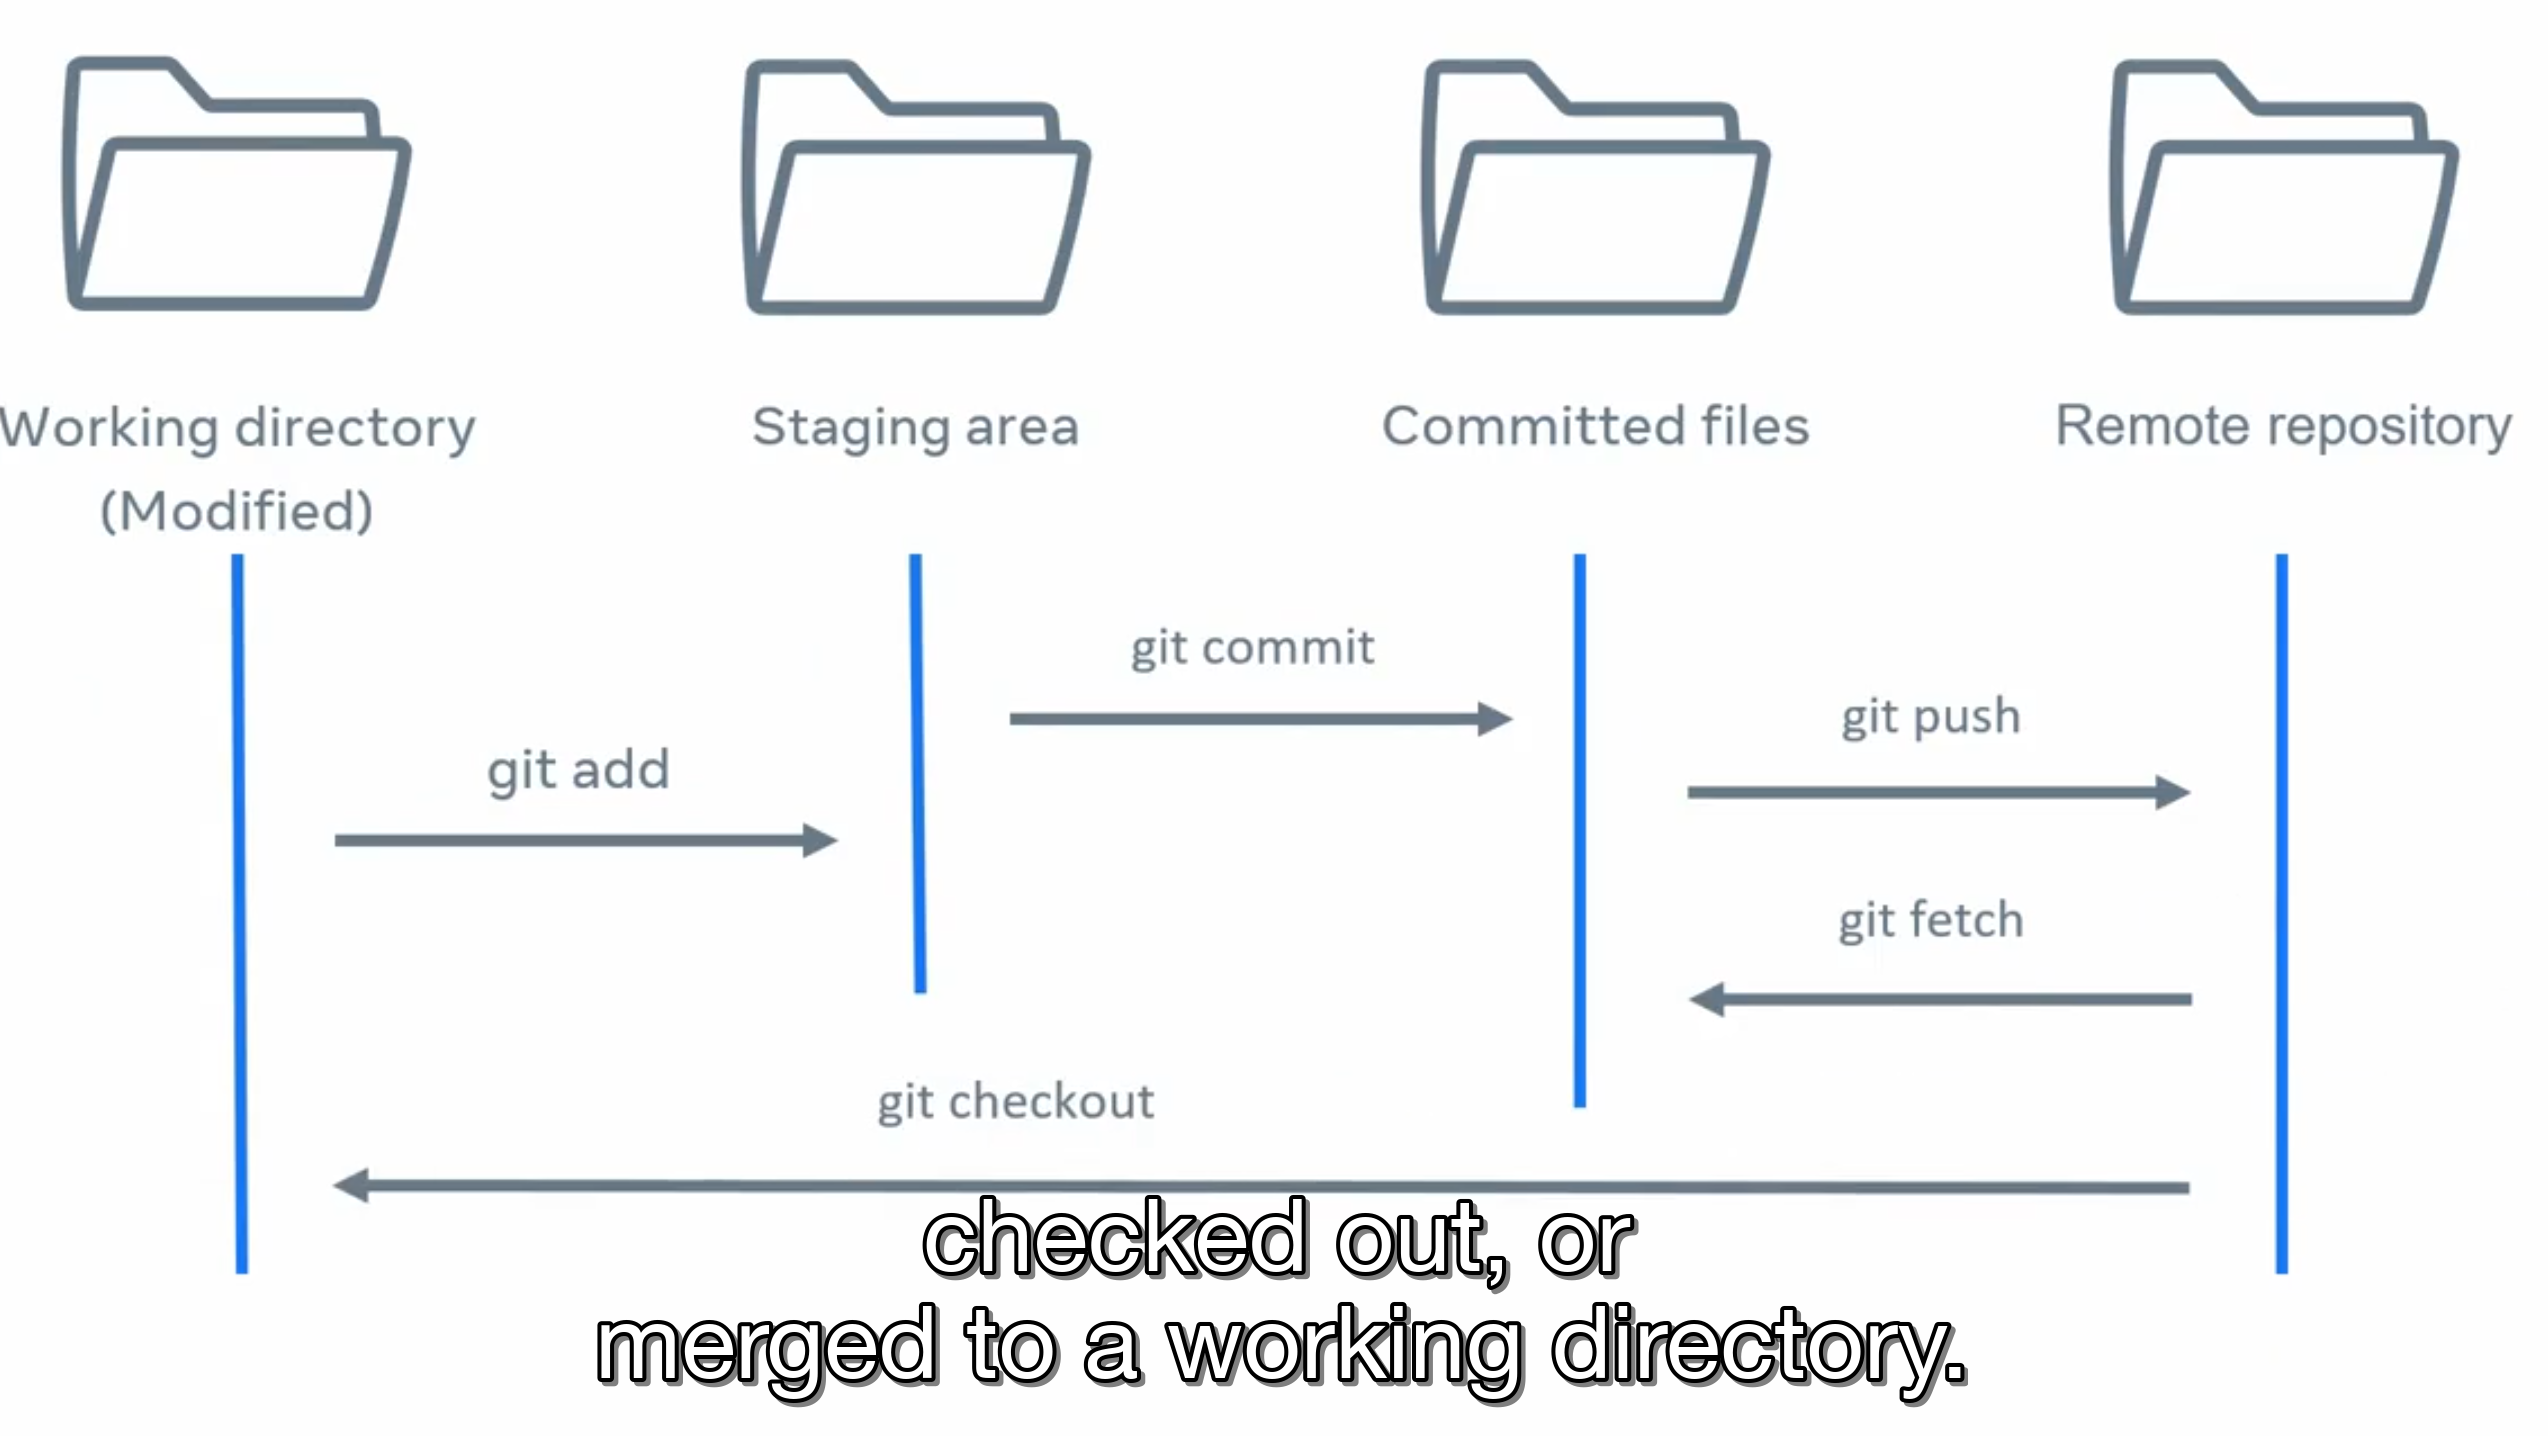 Working directory
(Modified)
Staging area
Committed files
Remote repository
git commit
git push
git add
git fetch
git checkout
checked out, or
merged to a working directory.